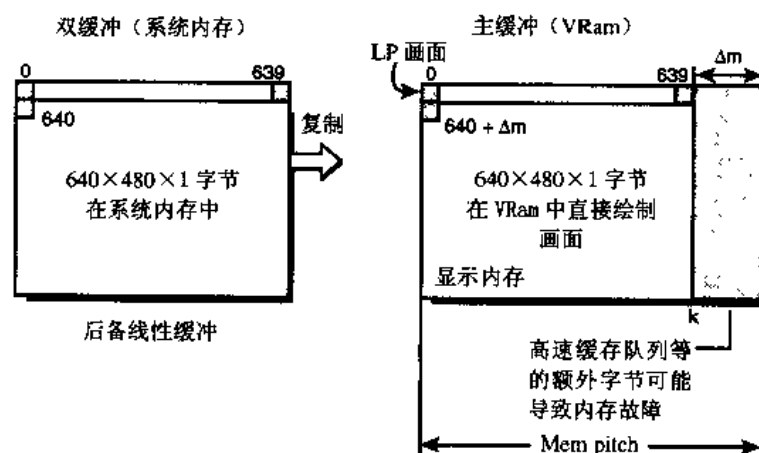 双缓冲（系统内存）
0
639
640
640×480×1 字节
在系统内存中
后备线性缓冲
复制
主缓冲（VRam）
LP 画面
0
639
Δm
640 + Δm
640×480×1 字节
在 VRam 中直接绘制
画面
显示内存
k
高速缓存队列等
的额外字节可能
导致内存故障
Mem pitch